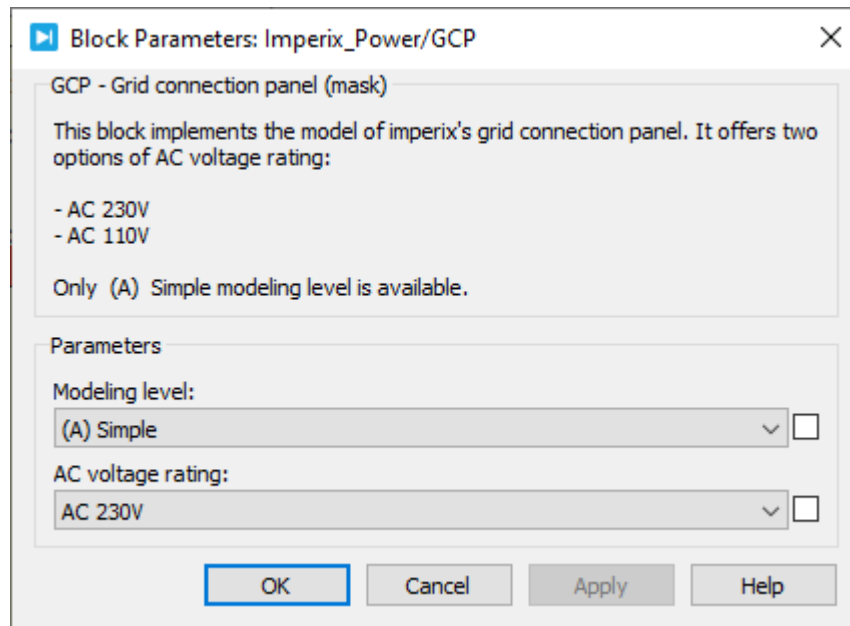 Block Parameters: Imperix_Power/GCP
GCP - Grid connection panel (mask)
This block implements the model of imperix's grid connection panel. It offers two
options of AC voltage rating:
- AC 230V
- AC 110V
Only  (A)  Simple modeling level is available.
Parameters
Modeling level:
(A) Simple
AC voltage rating:
AC 230V
OK Cancel Apply Help